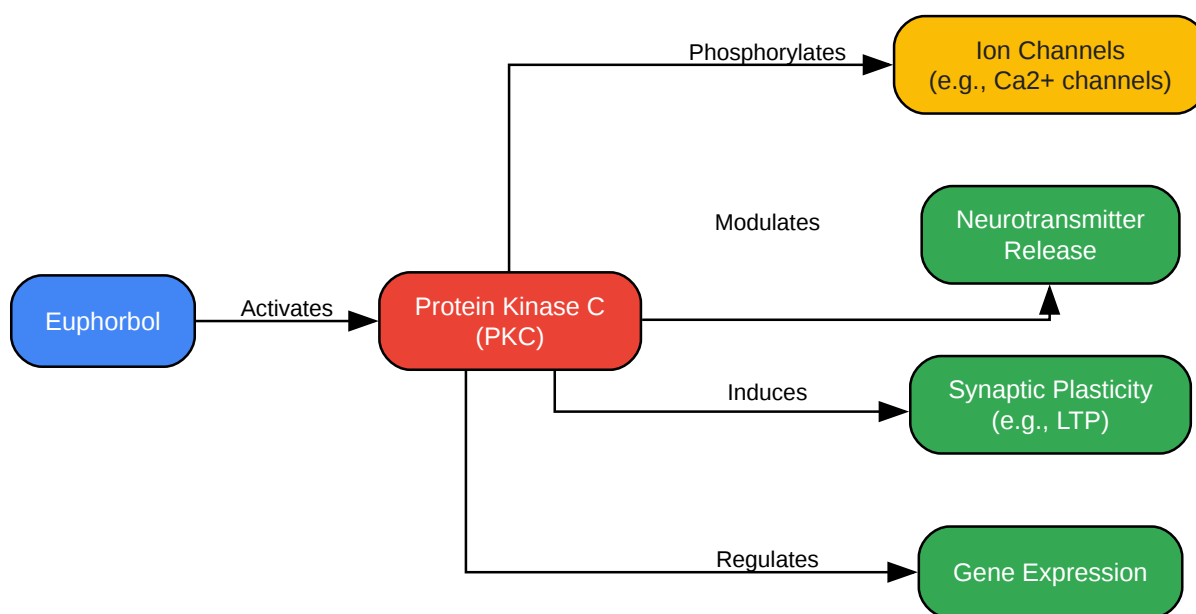 Phosphorylates
Ion Channels
(e.g., Ca2+ channels)
Modulates
Neurotransmitter
Release
Euphorbol
Activates
Protein Kinase C
(PKC)
Induces
Synaptic Plasticity
(e.g., LTP)
Regulates
Gene Expression